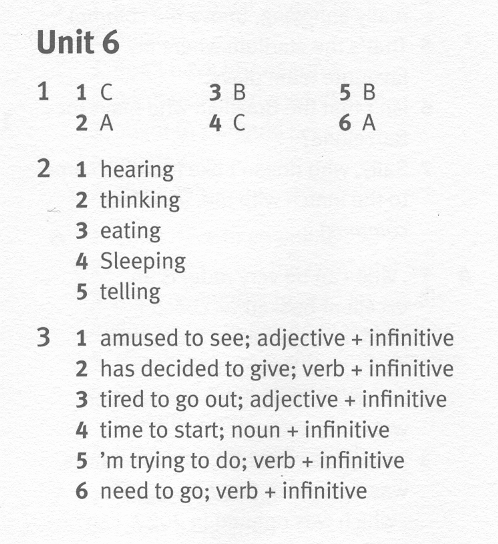 Unit 6
1 1 C 3 B 5 B
2 A 4 C 6 A
2 1 hearing
2 thinking
3 eating
4 Sleeping
5 telling
3 1 amused to see; adjective + infinitive
2 has decided to give; verb + infinitive
3 tired to go out; adjective + infinitive
4 time to start; noun + infinitive
5 ’m trying to do; verb + infinitive
6 need to go; verb + infinitive